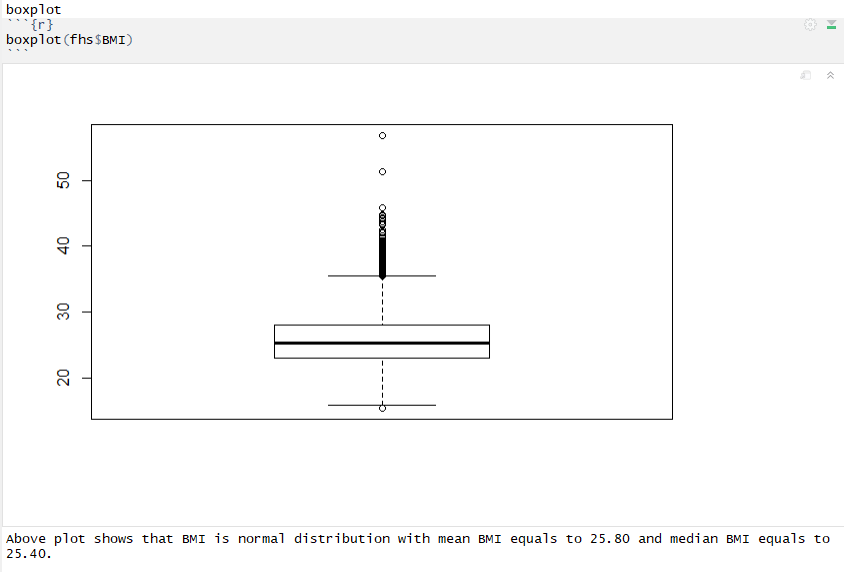 boxplot
```{r}
boxplot(fhs$BMI)
```
50
40
30
20
Above plot shows that BMI is normal distribution with mean BMI equals to 25.80 and median BMI equals to
25.40.